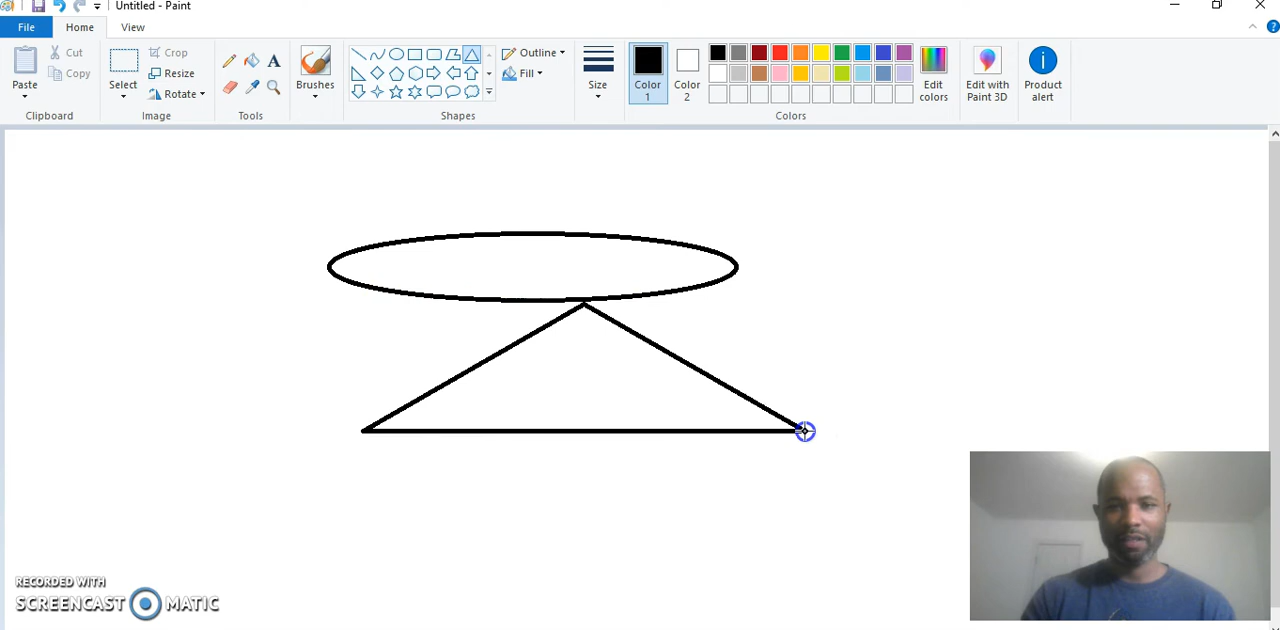 Untitled - Paint
File Home View
Paste
Cut
Copy
Clipboard
Select
Crop
Resize
Rotate
Image
A
Tools
Brushes
Shapes
Outline
Fill
Size
Color 1
Color 2
Edit colors
Colors
Edit with Paint 3D
Product alert
RECORDED WITH
SCREENCAST MATIC